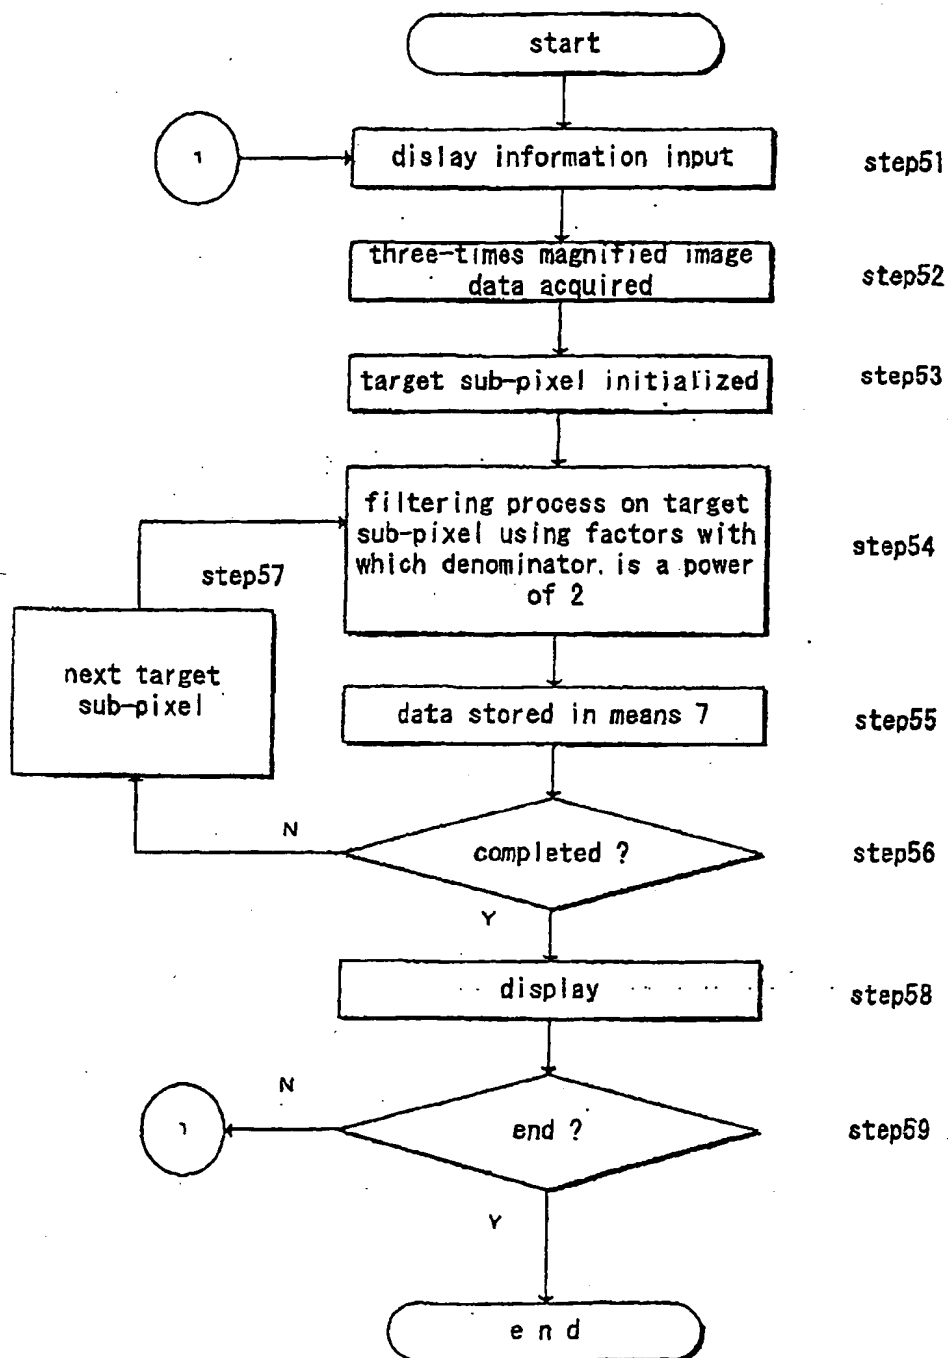 start
1
dislay information input
step51
three-times magnified image
data acquired
step52
target sub-pixel initialized
step53
filtering process on target
sub-pixel using factors with
which denominator. is a power
of 2
step54
step57
next target
sub-pixel
data stored in means 7
step55
N
completed ?
step56
Y
display
step58
N
1
end ?
step59
Y
end